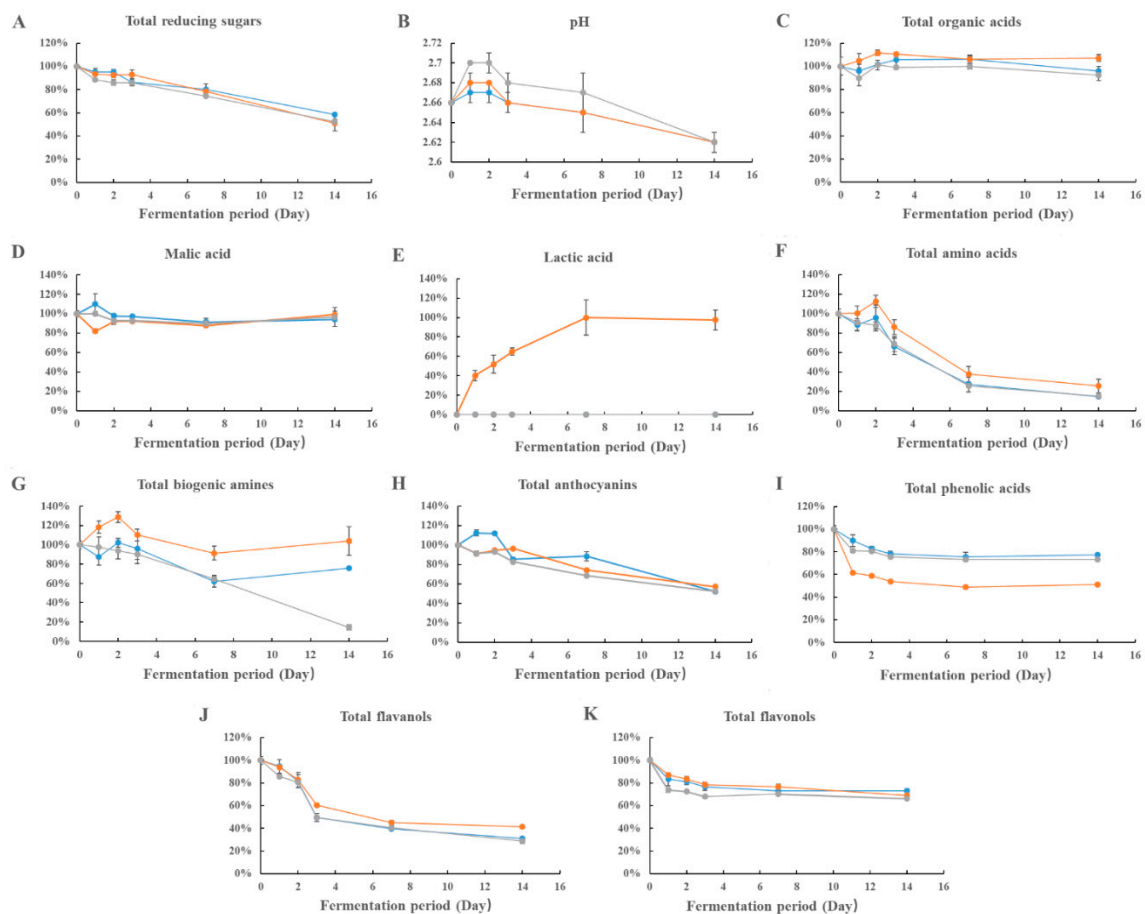 A Total reducing sugars
120%
100%
80%
60%
40%
20%
0%
0 2 4 6 8 10 12 14 16
Fermentation period (Day)
B pH
2.72
2.7
2.68
2.66
2.64
2.62
2.6
0 2 4 6 8 10 12 14 16
Fermentation period (Day)
C Total organic acids
120%
100%
80%
60%
40%
20%
0%
0 2 4 6 8 10 12 14 16
Fermentation period (Day)
D Malic acid
140%
120%
100%
80%
60%
40%
20%
0%
0 2 4 6 8 10 12 14 16
Fermentation period (Day)
E Lactic acid
140%
120%
100%
80%
60%
40%
20%
0%
0 2 4 6 8 10 12 14 16
Fermentation period (Day)
F Total amino acids
140%
120%
100%
80%
60%
40%
20%
0%
0 2 4 6 8 10 12 14 16
Fermentation period (Day)
G Total biogenic amines
140%
120%
100%
80%
60%
40%
20%
0%
0 2 4 6 8 10 12 14 16
Fermentation period (Day)
H Total anthocyanins
140%
120%
100%
80%
60%
40%
20%
0%
0 2 4 6 8 10 12 14 16
Fermentation period (Day)
I Total phenolic acids
120%
100%
80%
60%
40%
20%
0%
0 2 4 6 8 10 12 14 16
Fermentation period (Day)
J Total flavanols
120%
100%
80%
60%
40%
20%
0%
0 2 4 6 8 10 12 14 16
Fermentation period (Day)
K Total flavonols
120%
100%
80%
60%
40%
20%
0%
0 2 4 6 8 10 12 14 16
Fermentation period (Day)